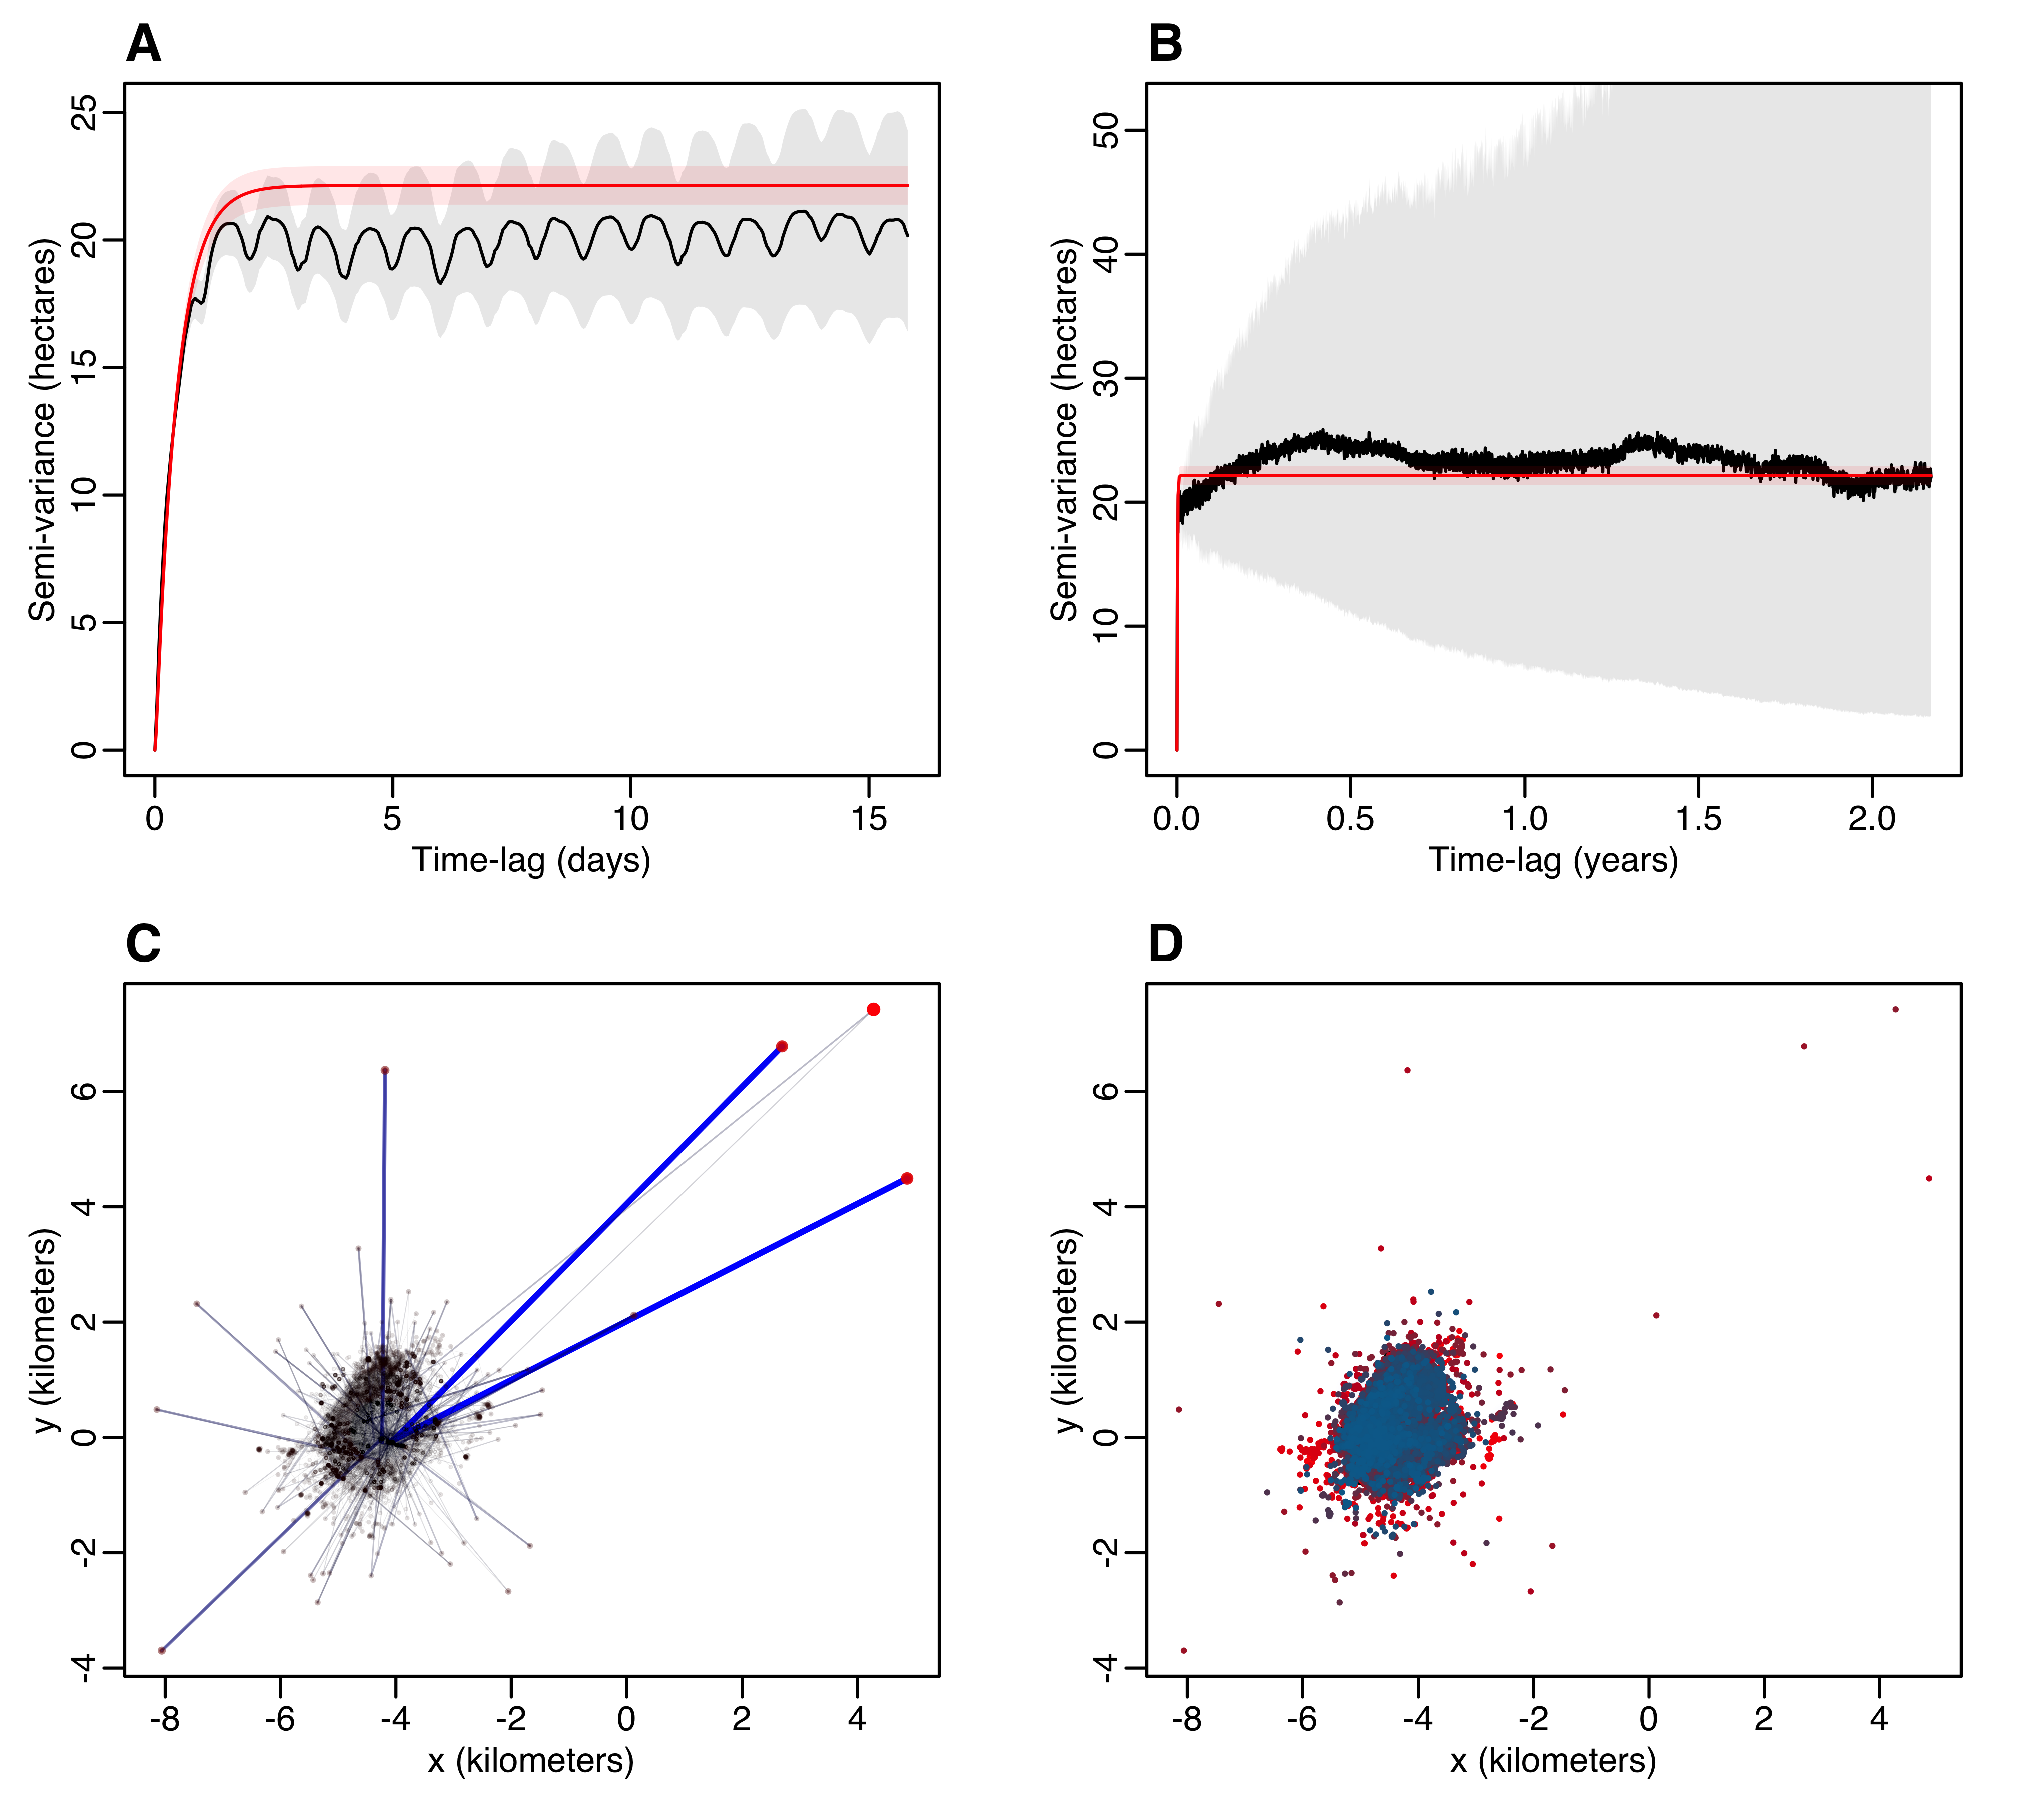 A
Semi-variance (hectares)
25
20
15
10
5
0
0 5 10 15
Time-lag (days)
B
Semi-variance (hectares)
50
40
30
20
10
0
0.0 0.5 1.0 1.5 2.0
Time-lag (years)
C
y (kilometers)
6
4
2
0
-2
-4
-8 -6 -4 -2 0 2 4
x (kilometers)
D
y (kilometers)
6
4
2
0
-2
-4
-8 -6 -4 -2 0 2 4
x (kilometers)